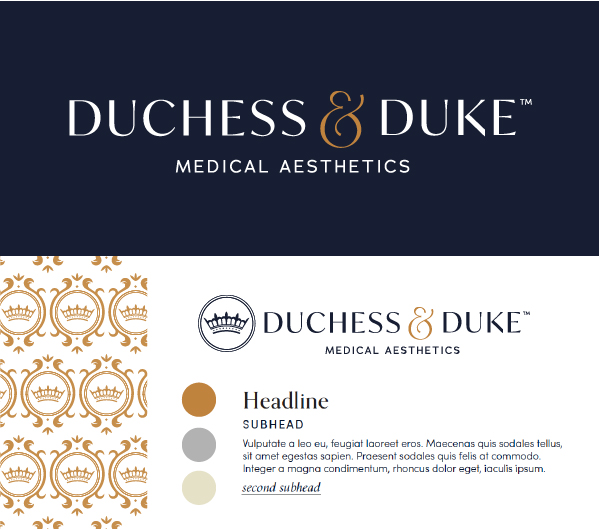 DUCHESS & DUKE™
MEDICAL AESTHETICS
DUCHESS & DUKE™
MEDICAL AESTHETICS
Headline
SUBHEAD
Vulputate a leo eu, feugiat laoreet eros. Maecenas quis sodales tellus,
sit amet egestas sapien. Praesent sodales quis felis at commodo.
Integer a magna condimentum, rhoncus dolor eget, iaculis ipsum.
second subhead